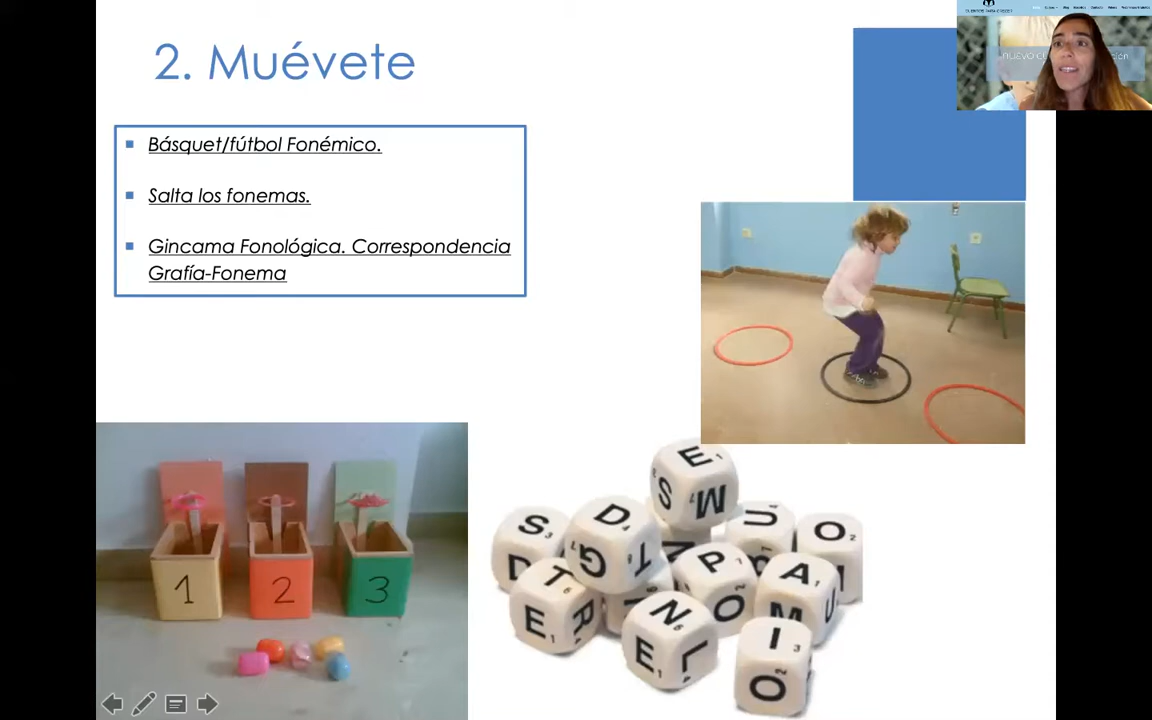 2. Muévete
Básquet/fútbol Fonémico.
Salta los fonemas.
Gincama Fonológica. Correspondencia
Grafía-Fonema
1 2 3
E
S M
S D U O
G T
P A
T O M U
E R N I
E L O